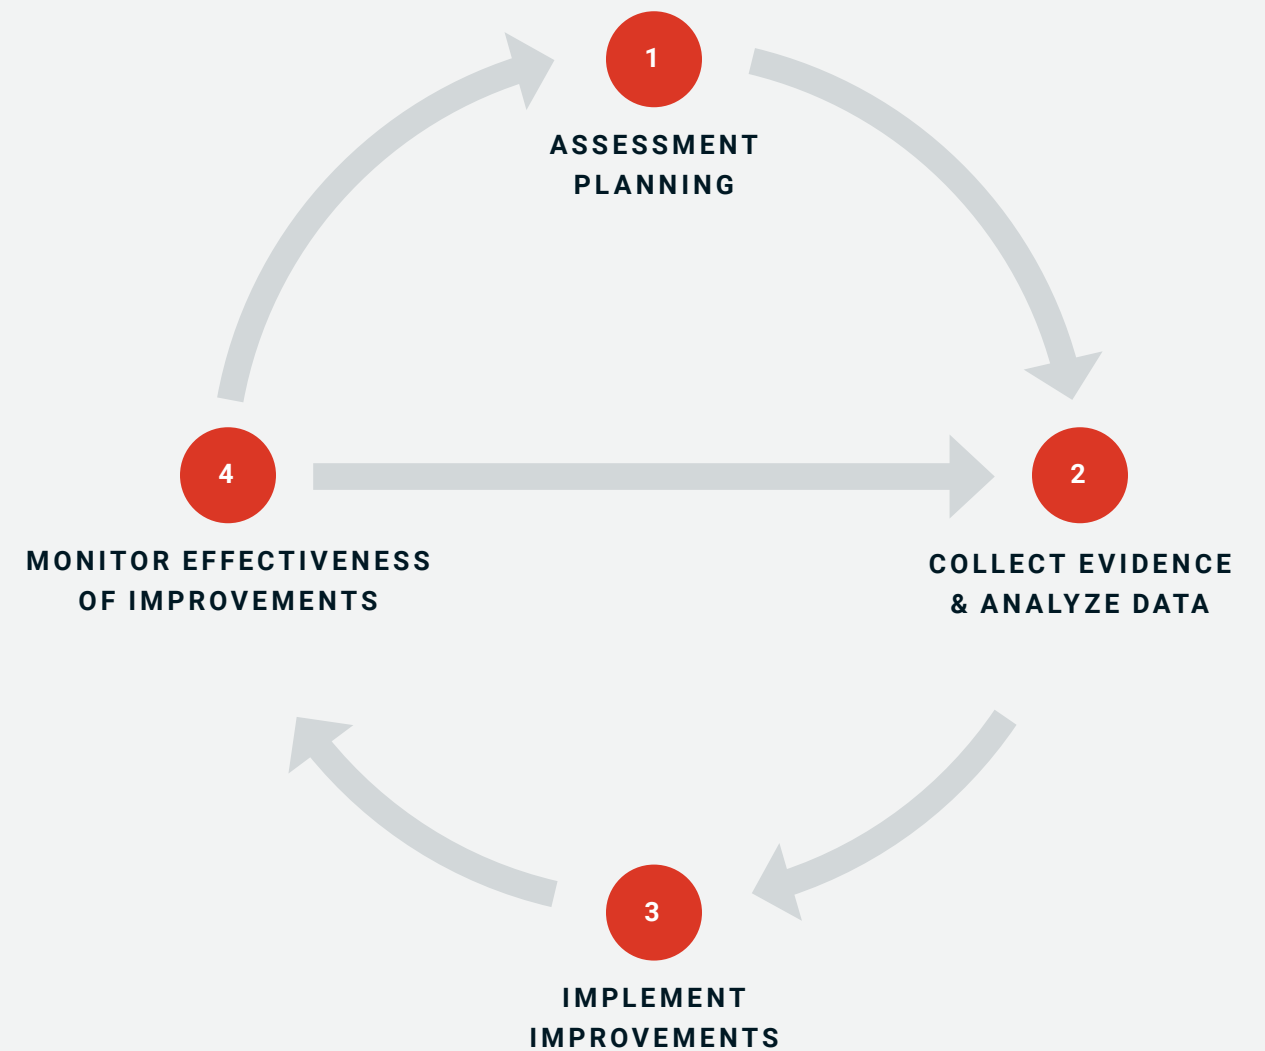 1
ASSESSMENT
PLANNING
4
2
MONITOR EFFECTIVENESS
OF IMPROVEMENTS
COLLECT EVIDENCE
& ANALYZE DATA
3
IMPLEMENT
IMPROVEMENTS